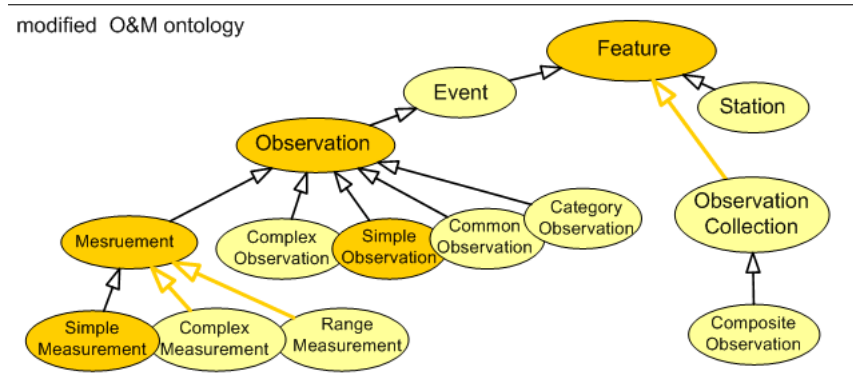 modified O&M ontology
Feature
Event
Station
Observation
Observation
Collection
Category
Observation
Common
Observation
Simple
Observation
Complex
Observation
Mesruement
Simple
Measurement
Complex
Measurement
Range
Measurement
Composite
Observation